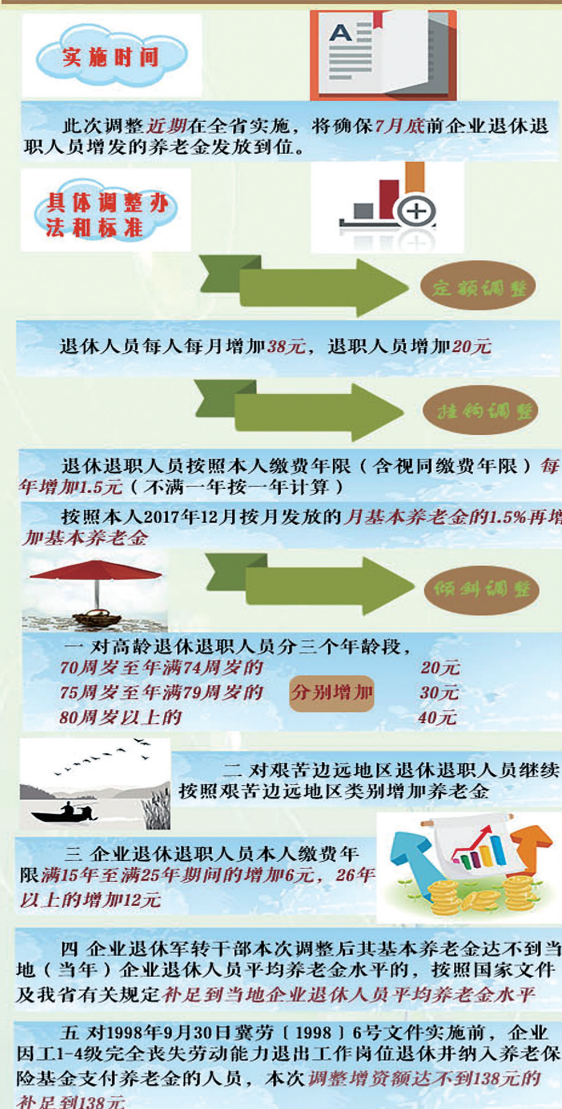 实施时间
A
此次调整近期在全省实施，将确保7月底前企业退休退
职人员增发的养老金发放到位。
具体调整办
法和标准
定额调整
退休人员每人每月增加38元，退职人员增加20元
挂钩调整
退休退职人员按照本人缴费年限（含视同缴费年限）每
年增加1.5元（不满一年按一年计算）
按照本人2017年12月按月发放的月基本养老金的1.5%再增
加基本养老金
倾斜调整
一 对高龄退休退职人员分三个年龄段，
70周岁至年满74周岁的 20元
75周岁至年满79周岁的 分别增加 30元
80周岁以上的 40元
二 对艰苦边远地区退休退职人员继续
按照艰苦边远地区类别增加养老金
三 企业退休退职人员本人缴费年
限满15年至满25年期间的增加6元，26年
以上的增加12元
四 企业退休军转干部本次调整后其基本养老金达不到当
地（当年）企业退休人员平均养老金水平的，按照国家文件
及我省有关规定补足到当地企业退休人员平均养老金水平
五 对1998年9月30日冀劳〔1998〕6号文件实施前，企业
因工1-4级完全丧失劳动能力退出工作岗位退休并纳入养老保
险基金支付养老金的人员，本次调整增资额达不到138元的
补足到138元